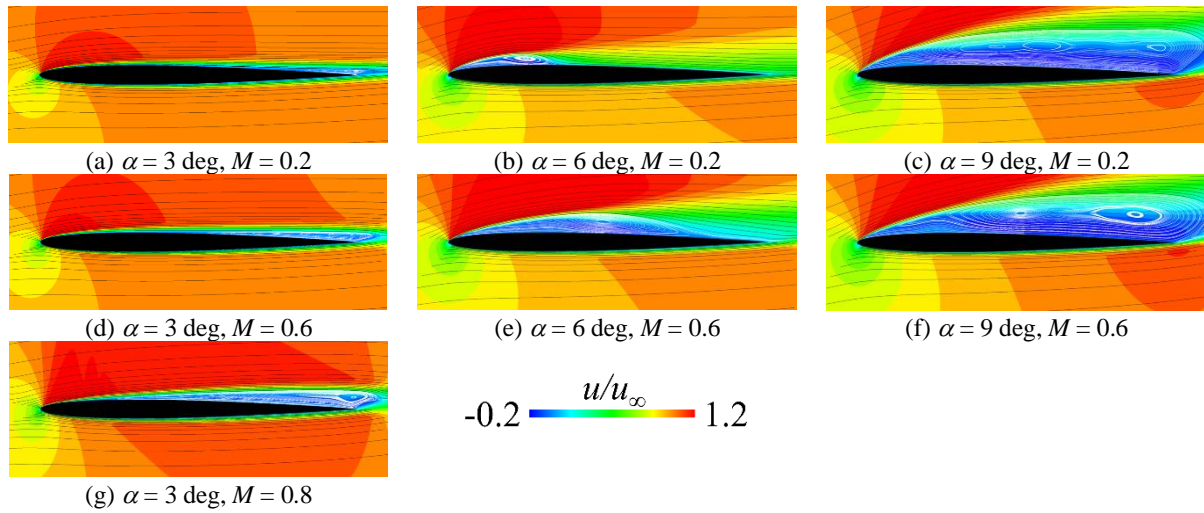 (a) α = 3 deg, M = 0.2
(b) α = 6 deg, M = 0.2
(c) α = 9 deg, M = 0.2
(d) α = 3 deg, M = 0.6
(e) α = 6 deg, M = 0.6
(f) α = 9 deg, M = 0.6
u/u∞
-0.2 1.2
(g) α = 3 deg, M = 0.8